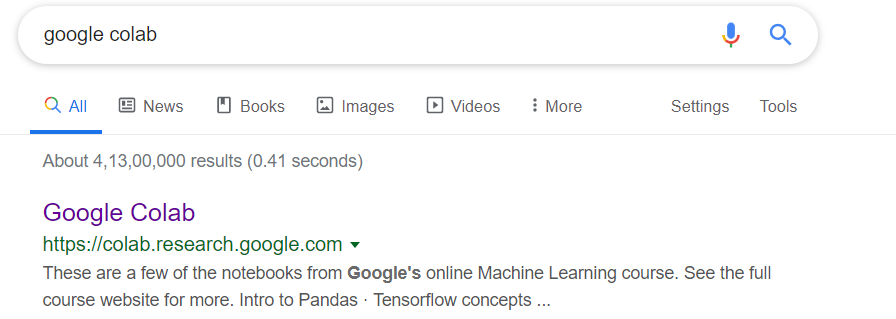 google colab
All News Books Images Videos More Settings Tools
About 4,13,00,000 results (0.41 seconds)
Google Colab
https://colab.research.google.com
These are a few of the notebooks from Google's online Machine Learning course. See the full
course website for more. Intro to Pandas · Tensorflow concepts ...